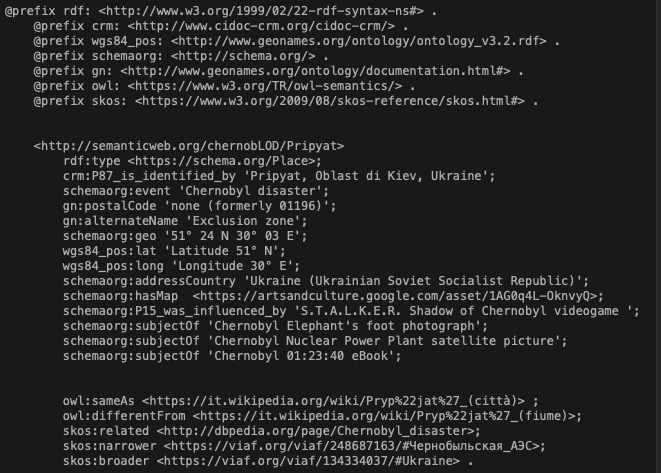 @prefix rdf: <http://www.w3.org/1999/02/22-rdf-syntax-ns#> .
@prefix crm: <http://www.cidoc-crm.org/cidoc-crm/> .
@prefix wgs84_pos: <http://www.geonames.org/ontology/ontology_v3.2.rdf> .
@prefix schemaorg: <http://schema.org/> .
@prefix gn: <http://www.geonames.org/ontology/documentation.html#> .
@prefix owl: <https://www.w3.org/TR/owl-semantics/> .
@prefix skos: <https://www.w3.org/2009/08/skos-reference/skos.html#> .
<http://semanticweb.org/chernobLOD/Pripyat>
rdf:type <https://schema.org/Place>;
crm:P87_is_identified_by 'Pripyat, Oblast di Kiev, Ukraine';
schemaorg:event 'Chernobyl disaster';
gn:postalCode 'none (formerly 01196)';
gn:alternateName 'Exclusion zone';
schemaorg:geo '51° 24 N 30° 03 E';
wgs84_pos:lat 'Latitude 51° N';
wgs84_pos:long 'Longitude 30° E';
schemaorg:addressCountry 'Ukraine (Ukrainian Soviet Socialist Republic)';
schemaorg:hasMap  <https://artsandculture.google.com/asset/1AG0q4L-OknvyQ>;
schemaorg:P15_was_influenced_by 'S.T.A.L.K.E.R. Shadow of Chernobyl videogame ';
schemaorg:subjectOf 'Chernobyl Elephant's foot photograph';
schemaorg:subjectOf 'Chernobyl Nuclear Power Plant satellite picture';
schemaorg:subjectOf 'Chernobyl 01:23:40 eBook';
owl:sameAs <https://it.wikipedia.org/wiki/Pryp%22jat%27_(città)> ;
owl:differentFrom <https://it.wikipedia.org/wiki/Pryp%22jat%27_(fiume)>;
skos:related <http://dbpedia.org/page/Chernobyl_disaster>;
skos:narrower <https://viaf.org/viaf/248687163/#Чернобыльская_АЭС>;
skos:broader <https://viaf.org/viaf/134334037/#Ukraine> .